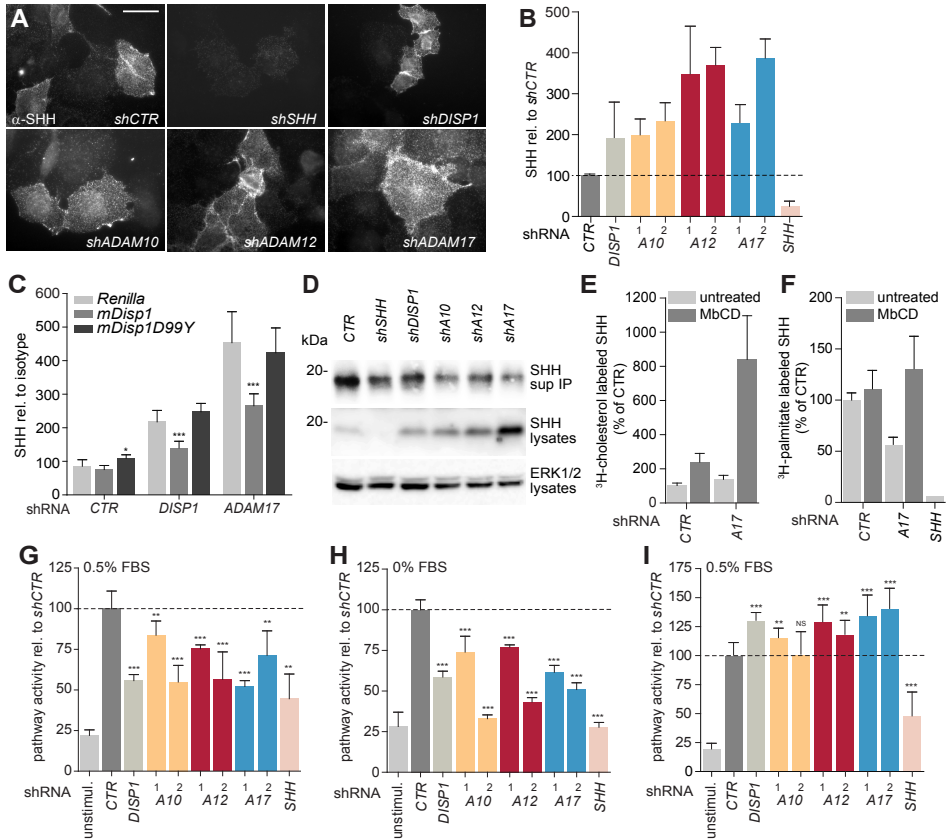 A
α-SHH
shCTR
shSHH
shDISP1
shADAM10
shADAM12
shADAM17
B
SHH rel. to shCTR
500
400
300
200
100
0
shRNA
1 2 1 2 1 2
CTR DISP1 A10 A12 A17 SHH
C
SHH rel. to isotype
Renilla
mDisp1
mDisp1D99Y
600
500
400
300
200
100
0
* *** ***
shRNA CTR DISP1 ADAM17
D
CTR shSHH shDISP1 shA10 shA12 shA17
kDa
20-
SHH
sup IP
20-
SHH
lysates
ERK1/2
lysates
E
³H-cholesterol labeled SHH
(% of CTR)
untreated
MbCD
1200
1000
800
600
400
200
0
shRNA
CTR A17
F
³H-palmitate labeled SHH
(% of CTR)
untreated
MbCD
200
150
100
50
0
shRNA
CTR A17 SHH
G
0.5% FBS
pathway activity rel. to shCTR
125
100
75
50
25
0
*** ** *** *** *** *** ** **
shRNA
1 2 1 2 1 2
unstimul. CTR DISP1 A10 A12 A17 SHH
H
0% FBS
pathway activity rel. to shCTR
125
100
75
50
25
0
*** *** *** *** *** *** *** ***
shRNA
1 2 1 2 1 2
unstimul. CTR DISP1 A10 A12 A17 SHH
I
0.5% FBS
pathway activity rel. to shCTR
175
150
125
100
75
50
25
0
*** ** NS *** ** *** *** ***
shRNA
1 2 1 2 1 2
unstimul. CTR DISP1 A10 A12 A17 SHH